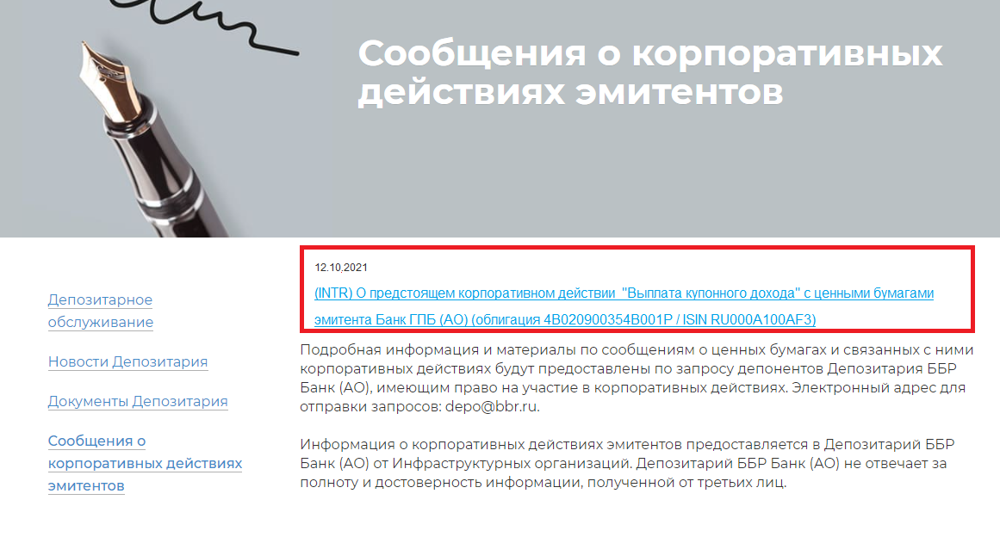 Сообщения о корпоративных
действиях эмитентов
Депозитарное
обслуживание
Новости Депозитария
Документы Депозитария
Сообщения о
корпоративных действиях
эмитентов
12.10.2021
(INTR) О предстоящем корпоративном действии "Выплата купонного дохода" с ценными бумагами
эмитента Банк ГПБ (АО) (облигация 4B020900354B001P / ISIN RU000A100AF3)
Подробная информация и материалы по сообщениям о ценных бумагах и связанных с ними
корпоративных действиях будут предоставлены по запросу депонентов Депозитария ББР
Банк (АО), имеющим право на участие в корпоративных действиях. Электронный адрес для
отправки запросов: depo@bbr.ru.
Информация о корпоративных действиях эмитентов предоставляется в Депозитарий ББР
Банк (АО) от Инфраструктурных организаций. Депозитарий ББР Банк (АО) не отвечает за
полноту и достоверность информации, полученной от третьих лиц.